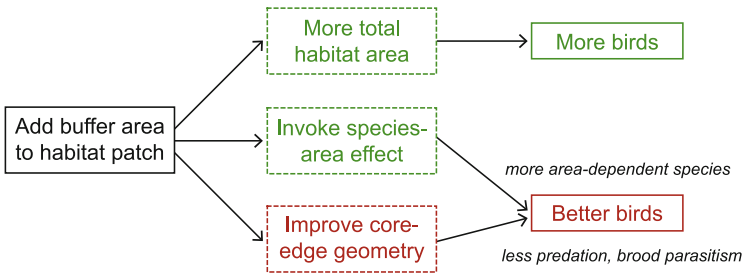 More total
habitat area
More birds
Add buffer area
to habitat patch
Invoke species-
area effect
more area-dependent species
Better birds
Improve core-
edge geometry
less predation, brood parasitism